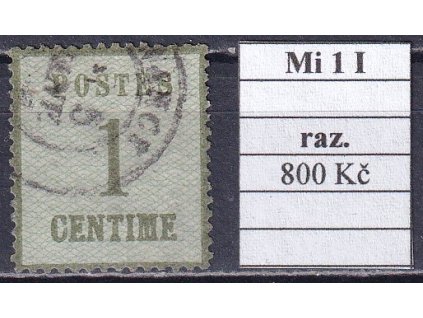 POSTES
1
CENTIME
Mi 1 I
raz.
800 Kč